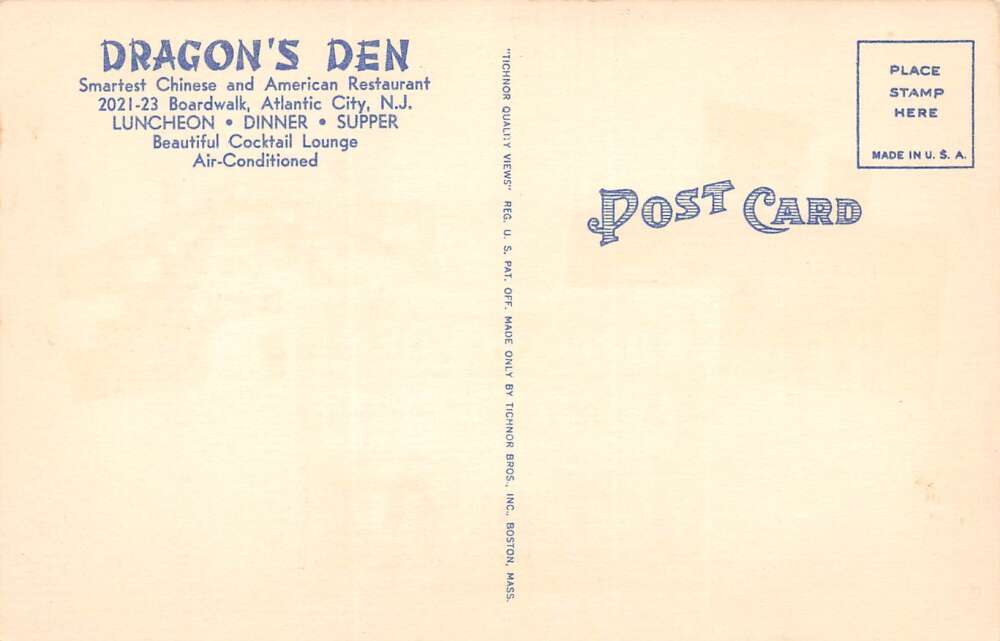 DRAGON'S DEN
Smartest Chinese and American Restaurant
2021-23 Boardwalk, Atlantic City, N.J.
LUNCHEON • DINNER • SUPPER
Beautiful Cocktail Lounge
Air-Conditioned
"TICHNOR QUALITY VIEWS" REG. U. S. PAT. OFF. MADE ONLY BY TICHNOR BROS., INC., BOSTON, MASS.
PLACE
STAMP
HERE
MADE IN U. S. A.
POST CARD